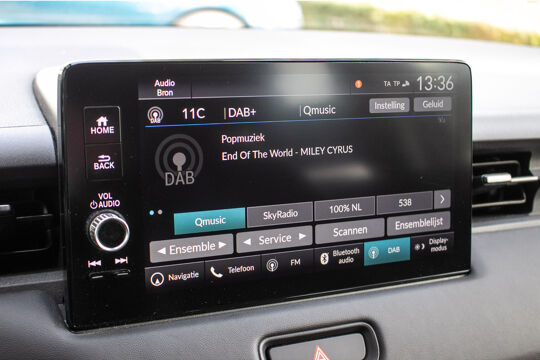 Audio
Bron
TA TP
13:36
11C | DAB+ | Qmusic
Instelling
Geluid
HOME
BACK
VOL
AUDIO
Popmuziek
End Of The World - MILEY CYRUS
DAB
Qmusic
SkyRadio
100% NL
538
Ensemble
Service
Scannen
Ensemblelijst
Navigatie
Telefoon
FM
Bluetooth
audio
DAB
Display-
modus